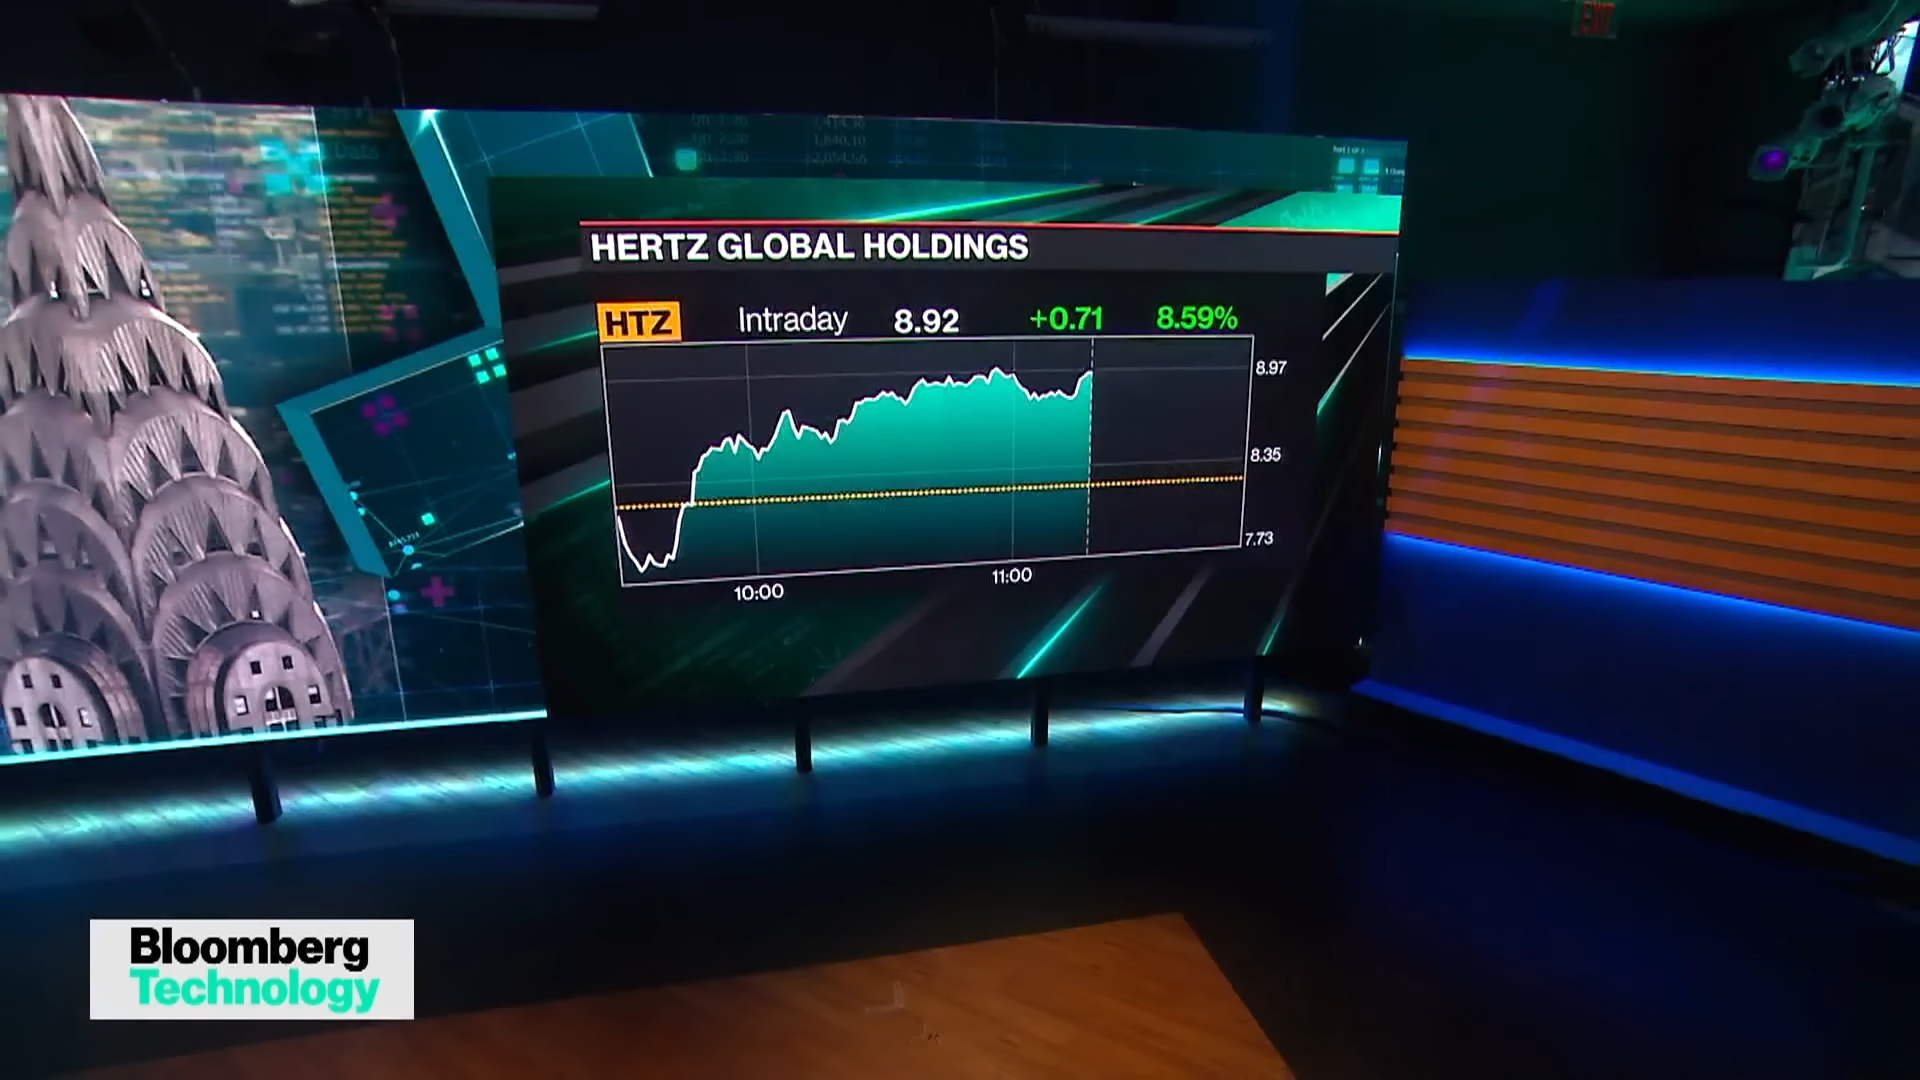 EXIT
HERTZ GLOBAL HOLDINGS
HTZ Intraday 8.92 +0.71 8.59%
8.97
8.35
7.73
10:00 11:00
Bloomberg
Technology